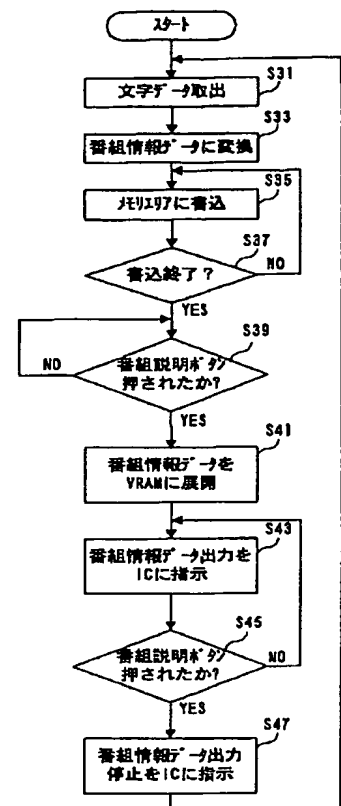 スタート
S31
文字データ取出
S33
番組情報データに変換
S35
メモリエリアに書込
S37
書込終了?
NO
YES
S39
番組説明ボタン
押されたか?
NO
YES
S41
番組情報データを
VRAMに展開
S43
番組情報データ出力を
ICに指示
S45
番組説明ボタン
押されたか?
NO
YES
S47
番組情報データ出力
停止をICに指示